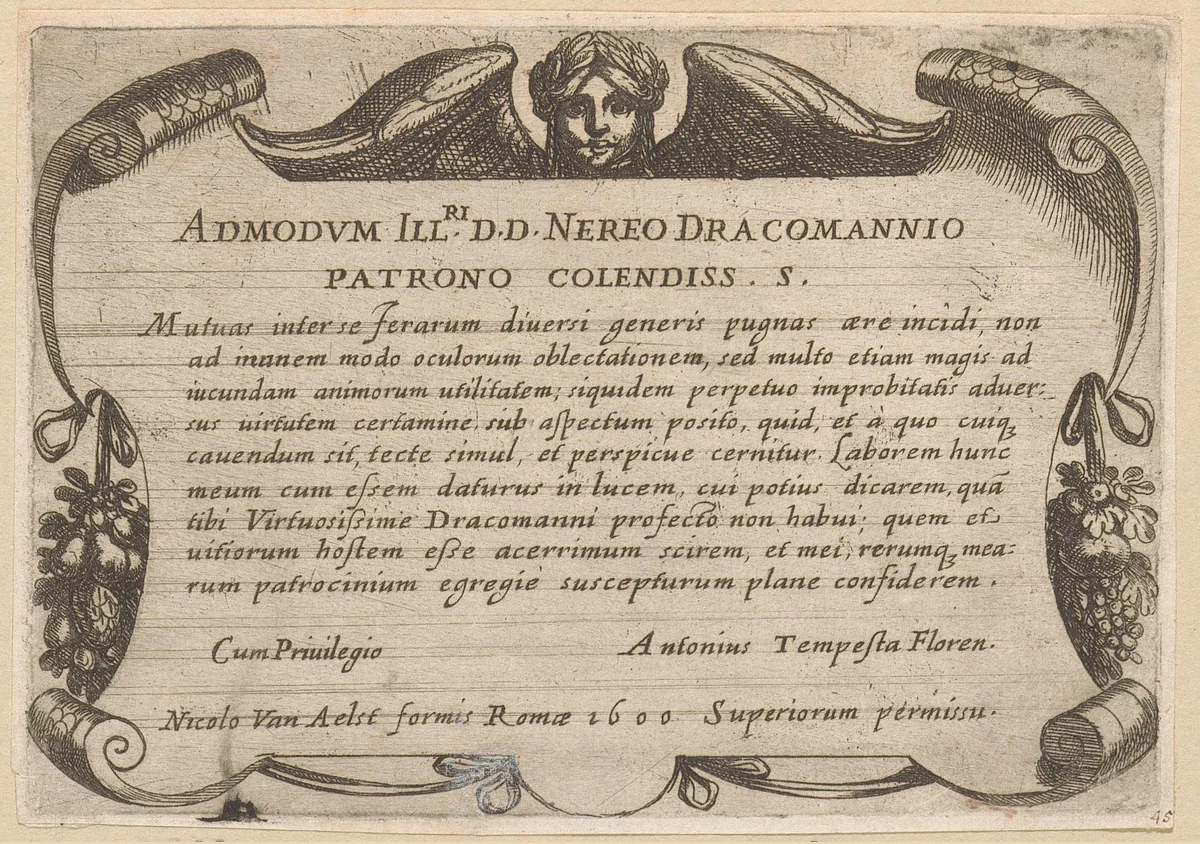 ADMODVM ILL.RI D.D. NEREO DRACOMANNIO
PATRONO COLENDISS. S.
Mutuas inter se ferarum diuersi generis pugnas ære incidi, non
ad inanem modo oculorum oblectationem, sed multo etiam magis ad
iucundam animorum utilitatem; siquidem perpetuo improbitatis aduer:
sus uirtutem certamine sub aſpectum posito, quid, et à quo cuiq;
cauendum sit, tecte simul, et perspicue cernitur. Laborem hunc
meum cum eſsem daturus in lucem, cui potius dicarem, quā
tibi Virtuosiſsime Dracomanni profecto non habui; quem et
uitiorum hoſtem eſse acerrimum scirem, et mei, rerumq; mea:
rum patrocinium egregiè suscepturum plane confiderem.
Cum Priuilegio
Antonius Tempeſta Floren.
Nicolo Van Aelst formis Romæ 1600 Superiorum permissu.
45